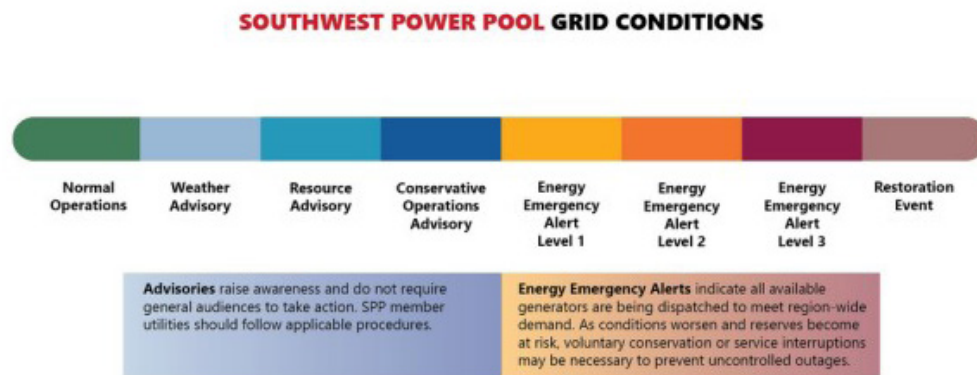 SOUTHWEST POWER POOL GRID CONDITIONS
Normal
Operations
Weather
Advisory
Resource
Advisory
Conservative
Operations
Advisory
Energy
Emergency
Alert
Level 1
Energy
Emergency
Alert
Level 2
Energy
Emergency
Alert
Level 3
Restoration
Event
Advisories raise awareness and do not require
general audiences to take action. SPP member
utilities should follow applicable procedures.
Energy Emergency Alerts indicate all available
generators are being dispatched to meet region-wide
demand. As conditions worsen and reserves become
at risk, voluntary conservation or service interruptions
may be necessary to prevent uncontrolled outages.